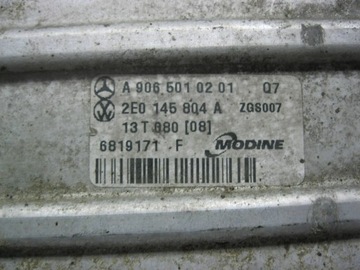 A 906 501 02 01 Q7
2E0 145 804 A ZGS007
13 T 080 [08]
6819171 F MODINE